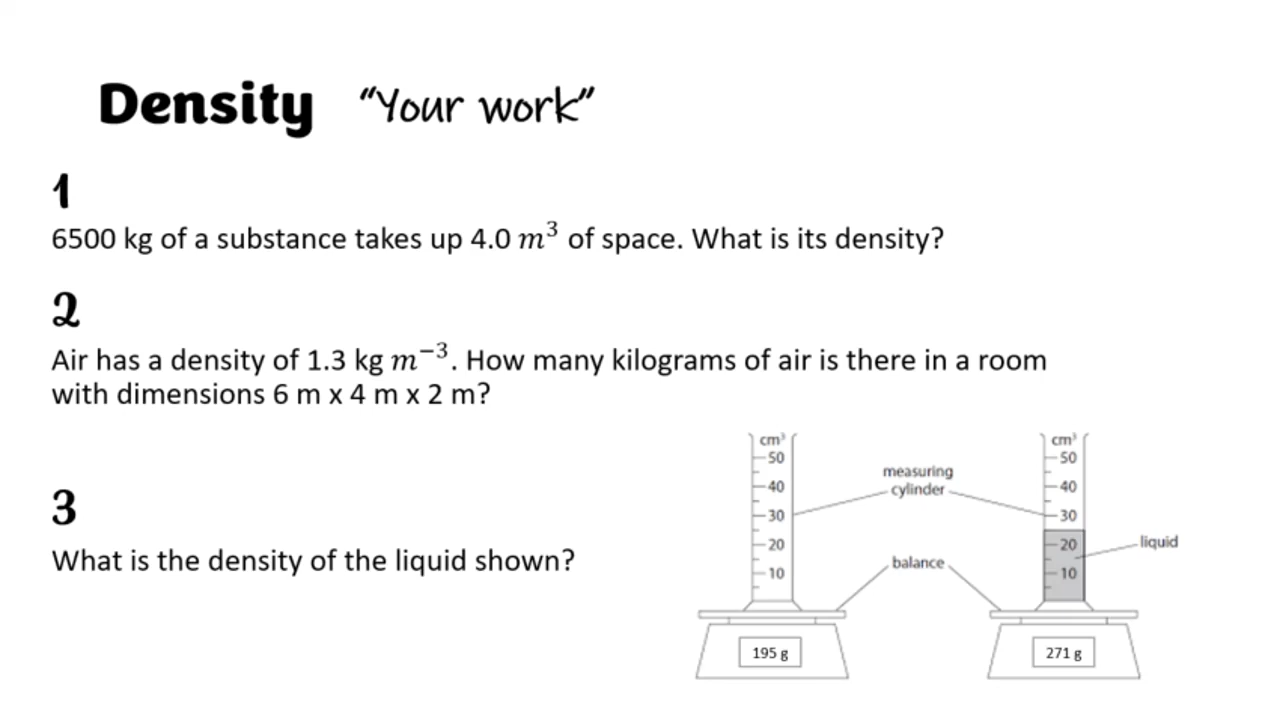 Density “Your work”
1
6500 kg of a substance takes up 4.0 m³ of space. What is its density?
2
Air has a density of 1.3 kg m⁻³. How many kilograms of air is there in a room
with dimensions 6 m x 4 m x 2 m?
3
What is the density of the liquid shown?
cm³
50
40
30
20
10
195 g
measuring
cylinder
balance
cm³
50
40
30
20
10
liquid
271 g